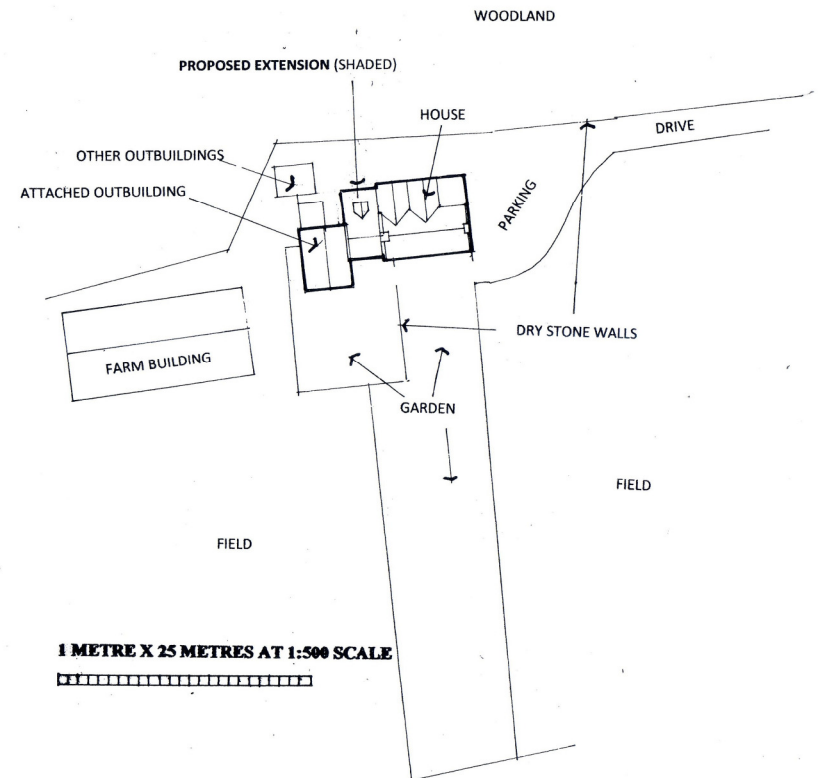 WOODLAND
PROPOSED EXTENSION (SHADED)
HOUSE
DRIVE
OTHER OUTBUILDINGS
ATTACHED OUTBUILDING
PARKING
DRY STONE WALLS
FARM BUILDING
GARDEN
FIELD
FIELD
1 METRE X 25 METRES AT 1:500 SCALE